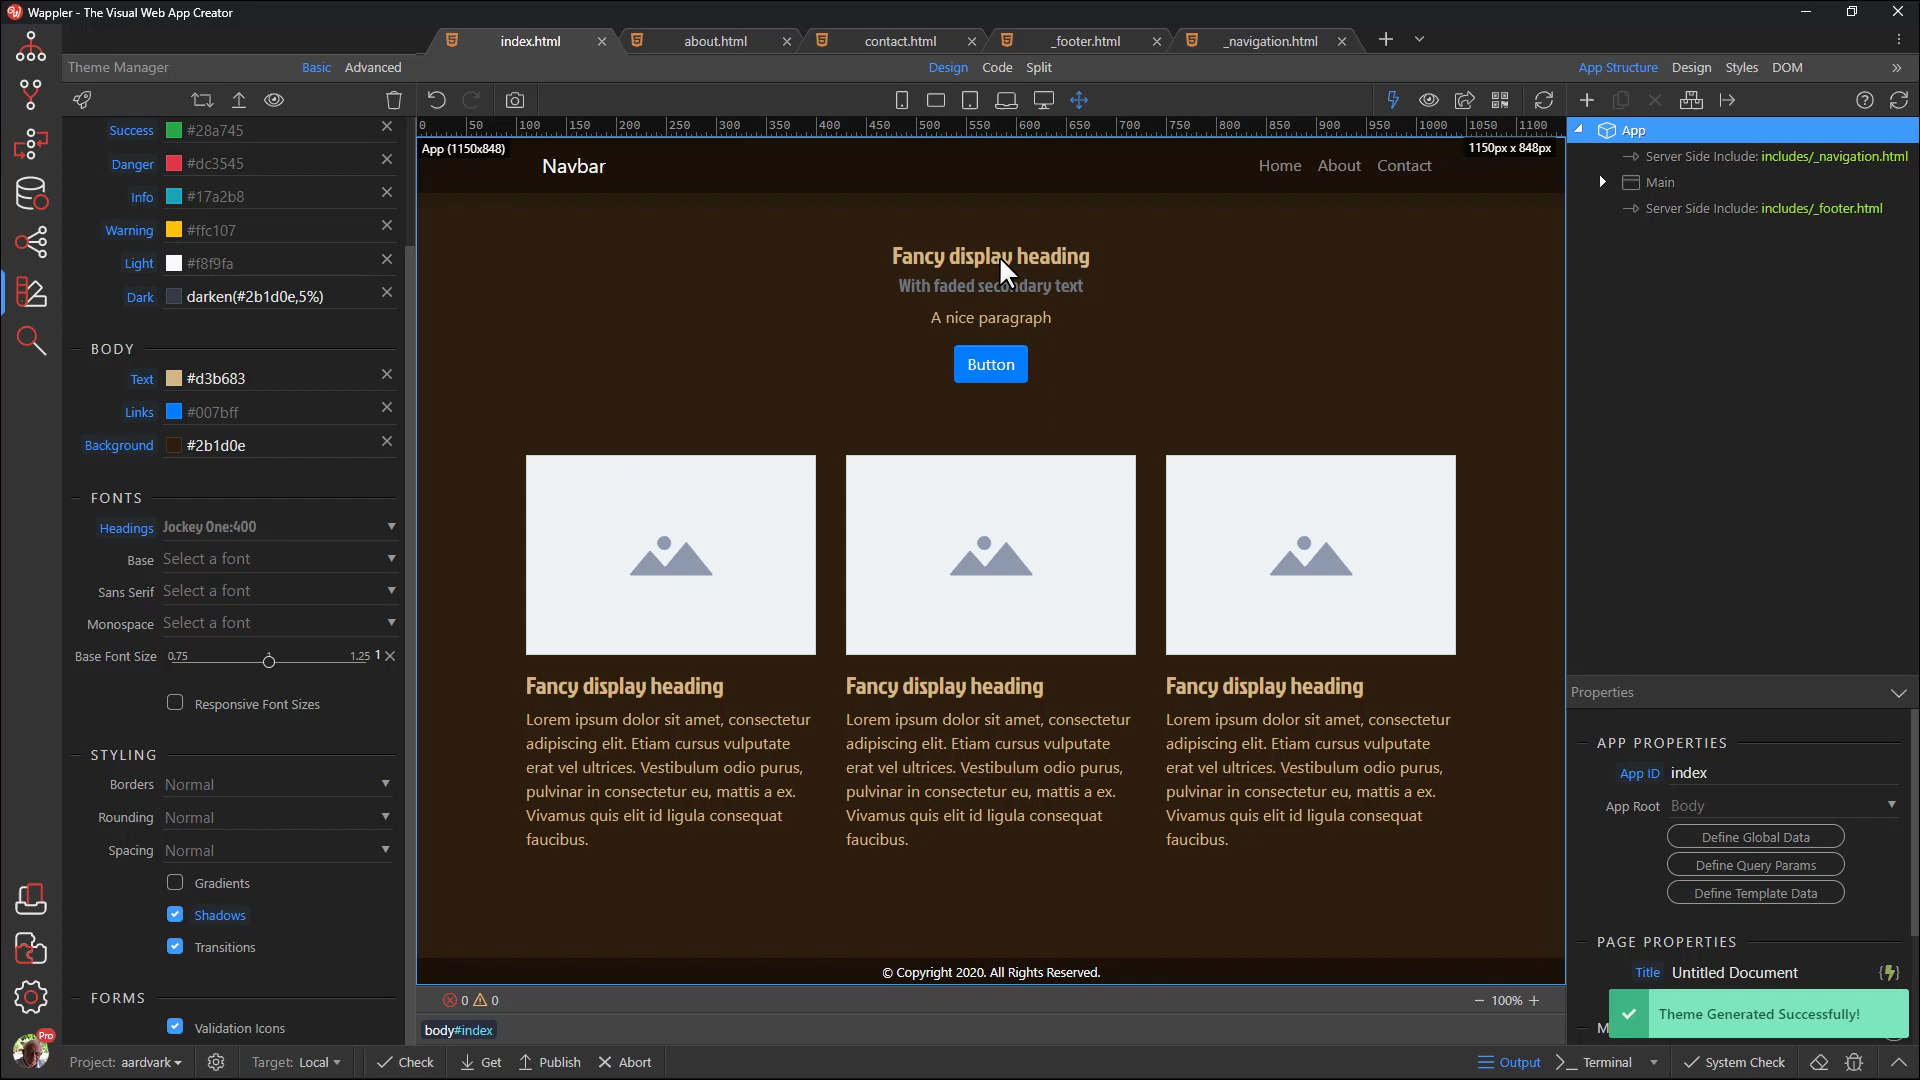 Wappler - The Visual Web App Creator
index.html
about.html
contact.html
_footer.html
_navigation.html
Theme Manager
Basic
Advanced
Design
Code
Split
App Structure
Design
Styles
DOM
0 50 100 150 200 250 300 350 400 450 500 550 600 650 700 750 800 850 900 950 1000 1050 1100
Success #28a745
Danger #dc3545
Info #17a2b8
Warning #ffc107
Light #f8f9fa
Dark darken(#2b1d0e,5%)
BODY
Text #d3b683
Links #007bff
Background #2b1d0e
FONTS
Headings Jockey One:400
Base Select a font
Sans Serif Select a font
Monospace Select a font
Base Font Size 0.75 1 1.25 1
Responsive Font Sizes
STYLING
Borders Normal
Rounding Normal
Spacing Normal
Gradients
Shadows
Transitions
FORMS
Validation Icons
App (1150x848)
1150px x 848px
Navbar
Home
About
Contact
Fancy display heading
With faded secondary text
A nice paragraph
Button
Fancy display heading
Lorem ipsum dolor sit amet, consectetur
adipiscing elit. Etiam cursus vulputate
erat vel ultrices. Vestibulum odio purus,
pulvinar in consectetur eu, mattis a ex.
Vivamus quis elit id ligula consequat
faucibus.
Fancy display heading
Lorem ipsum dolor sit amet, consectetur
adipiscing elit. Etiam cursus vulputate
erat vel ultrices. Vestibulum odio purus,
pulvinar in consectetur eu, mattis a ex.
Vivamus quis elit id ligula consequat
faucibus.
Fancy display heading
Lorem ipsum dolor sit amet, consectetur
adipiscing elit. Etiam cursus vulputate
erat vel ultrices. Vestibulum odio purus,
pulvinar in consectetur eu, mattis a ex.
Vivamus quis elit id ligula consequat
faucibus.
© Copyright 2020. All Rights Reserved.
0 0
100%
body#index
App
Server Side Include: includes/_navigation.html
Main
Server Side Include: includes/_footer.html
Properties
APP PROPERTIES
App ID index
App Root Body
Define Global Data
Define Query Params
Define Template Data
PAGE PROPERTIES
Title Untitled Document
Theme Generated Successfully!
Pro
Project: aardvark
Target: Local
Check
Get
Publish
Abort
Output
Terminal
System Check